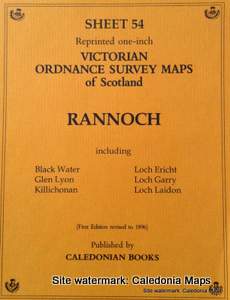 SHEET 54
Reprinted one-inch
VICTORIAN
ORDNANCE SURVEY MAPS
of Scotland
RANNOCH
including
Black Water
Glen Lyon
Killichonan
Loch Ericht
Loch Garry
Loch Laidon
[First Edition revised to 1896]
Published by
CALEDONIAN BOOKS
Site watermark: Caledonia Maps
Site watermark: Caledonia